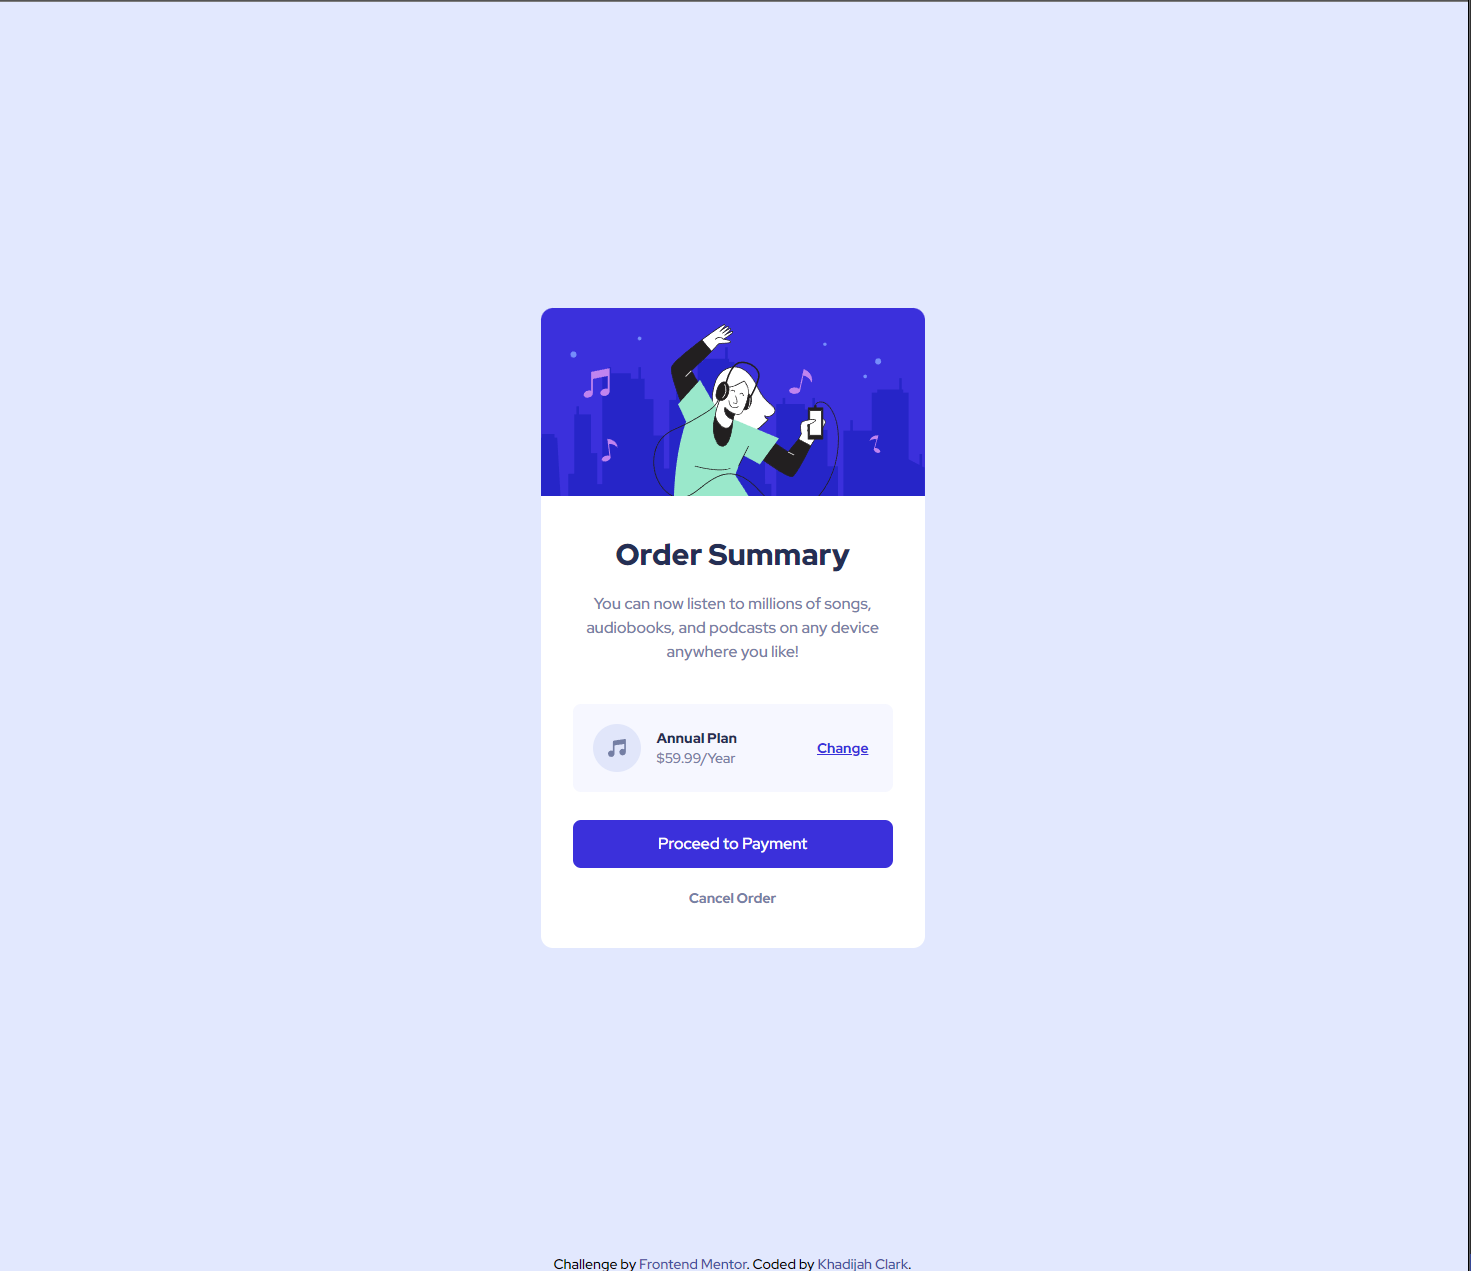 Order Summary
You can now listen to millions of songs,
audiobooks, and podcasts on any device
anywhere you like!
Annual Plan
$59.99/Year
Change
Proceed to Payment
Cancel Order
Challenge by Frontend Mentor. Coded by Khadijah Clark.